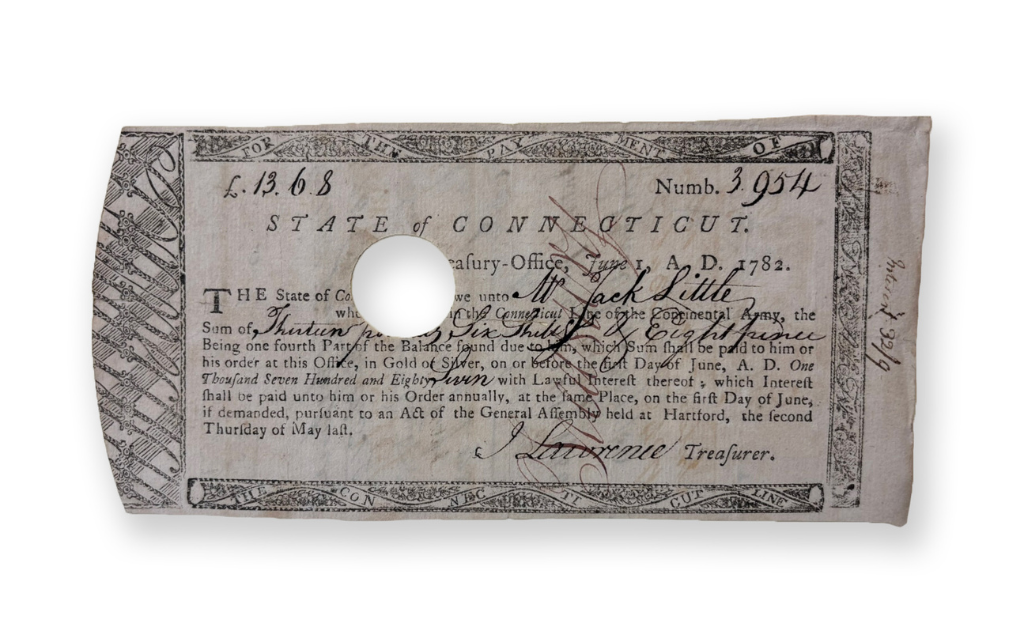 FOR THE PAY MENT OF
£. 13. 6. 8
Numb. 3.954
STATE of CONNECTICUT.
eaſury-Office, June 1, A. D. 1782.
THE State of Co we unto Mr Jack Little
who in the Connecticut Line of the Continental Army, the
Sum of Thirteen Six Shills & Eight pence
Being one fourth Part of the Balance found due to him, which Sum ſhall be paid to him or
his order at this Office, in Gold or Silver, on or before the firſt Day of June, A. D. One
Thouſand Seven Hundred and Eighty Seven with Lawful Intereſt thereof ; which Intereſt
ſhall be paid unto him or his Order annually, at the ſame Place, on the firſt Day of June,
if demanded, purſuant to an Act of the General Aſſembly held at Hartford, the ſecond
Thurſday of May laſt.
J Lawrence Treaſurer.
THE CON NEC TI CUT LINE